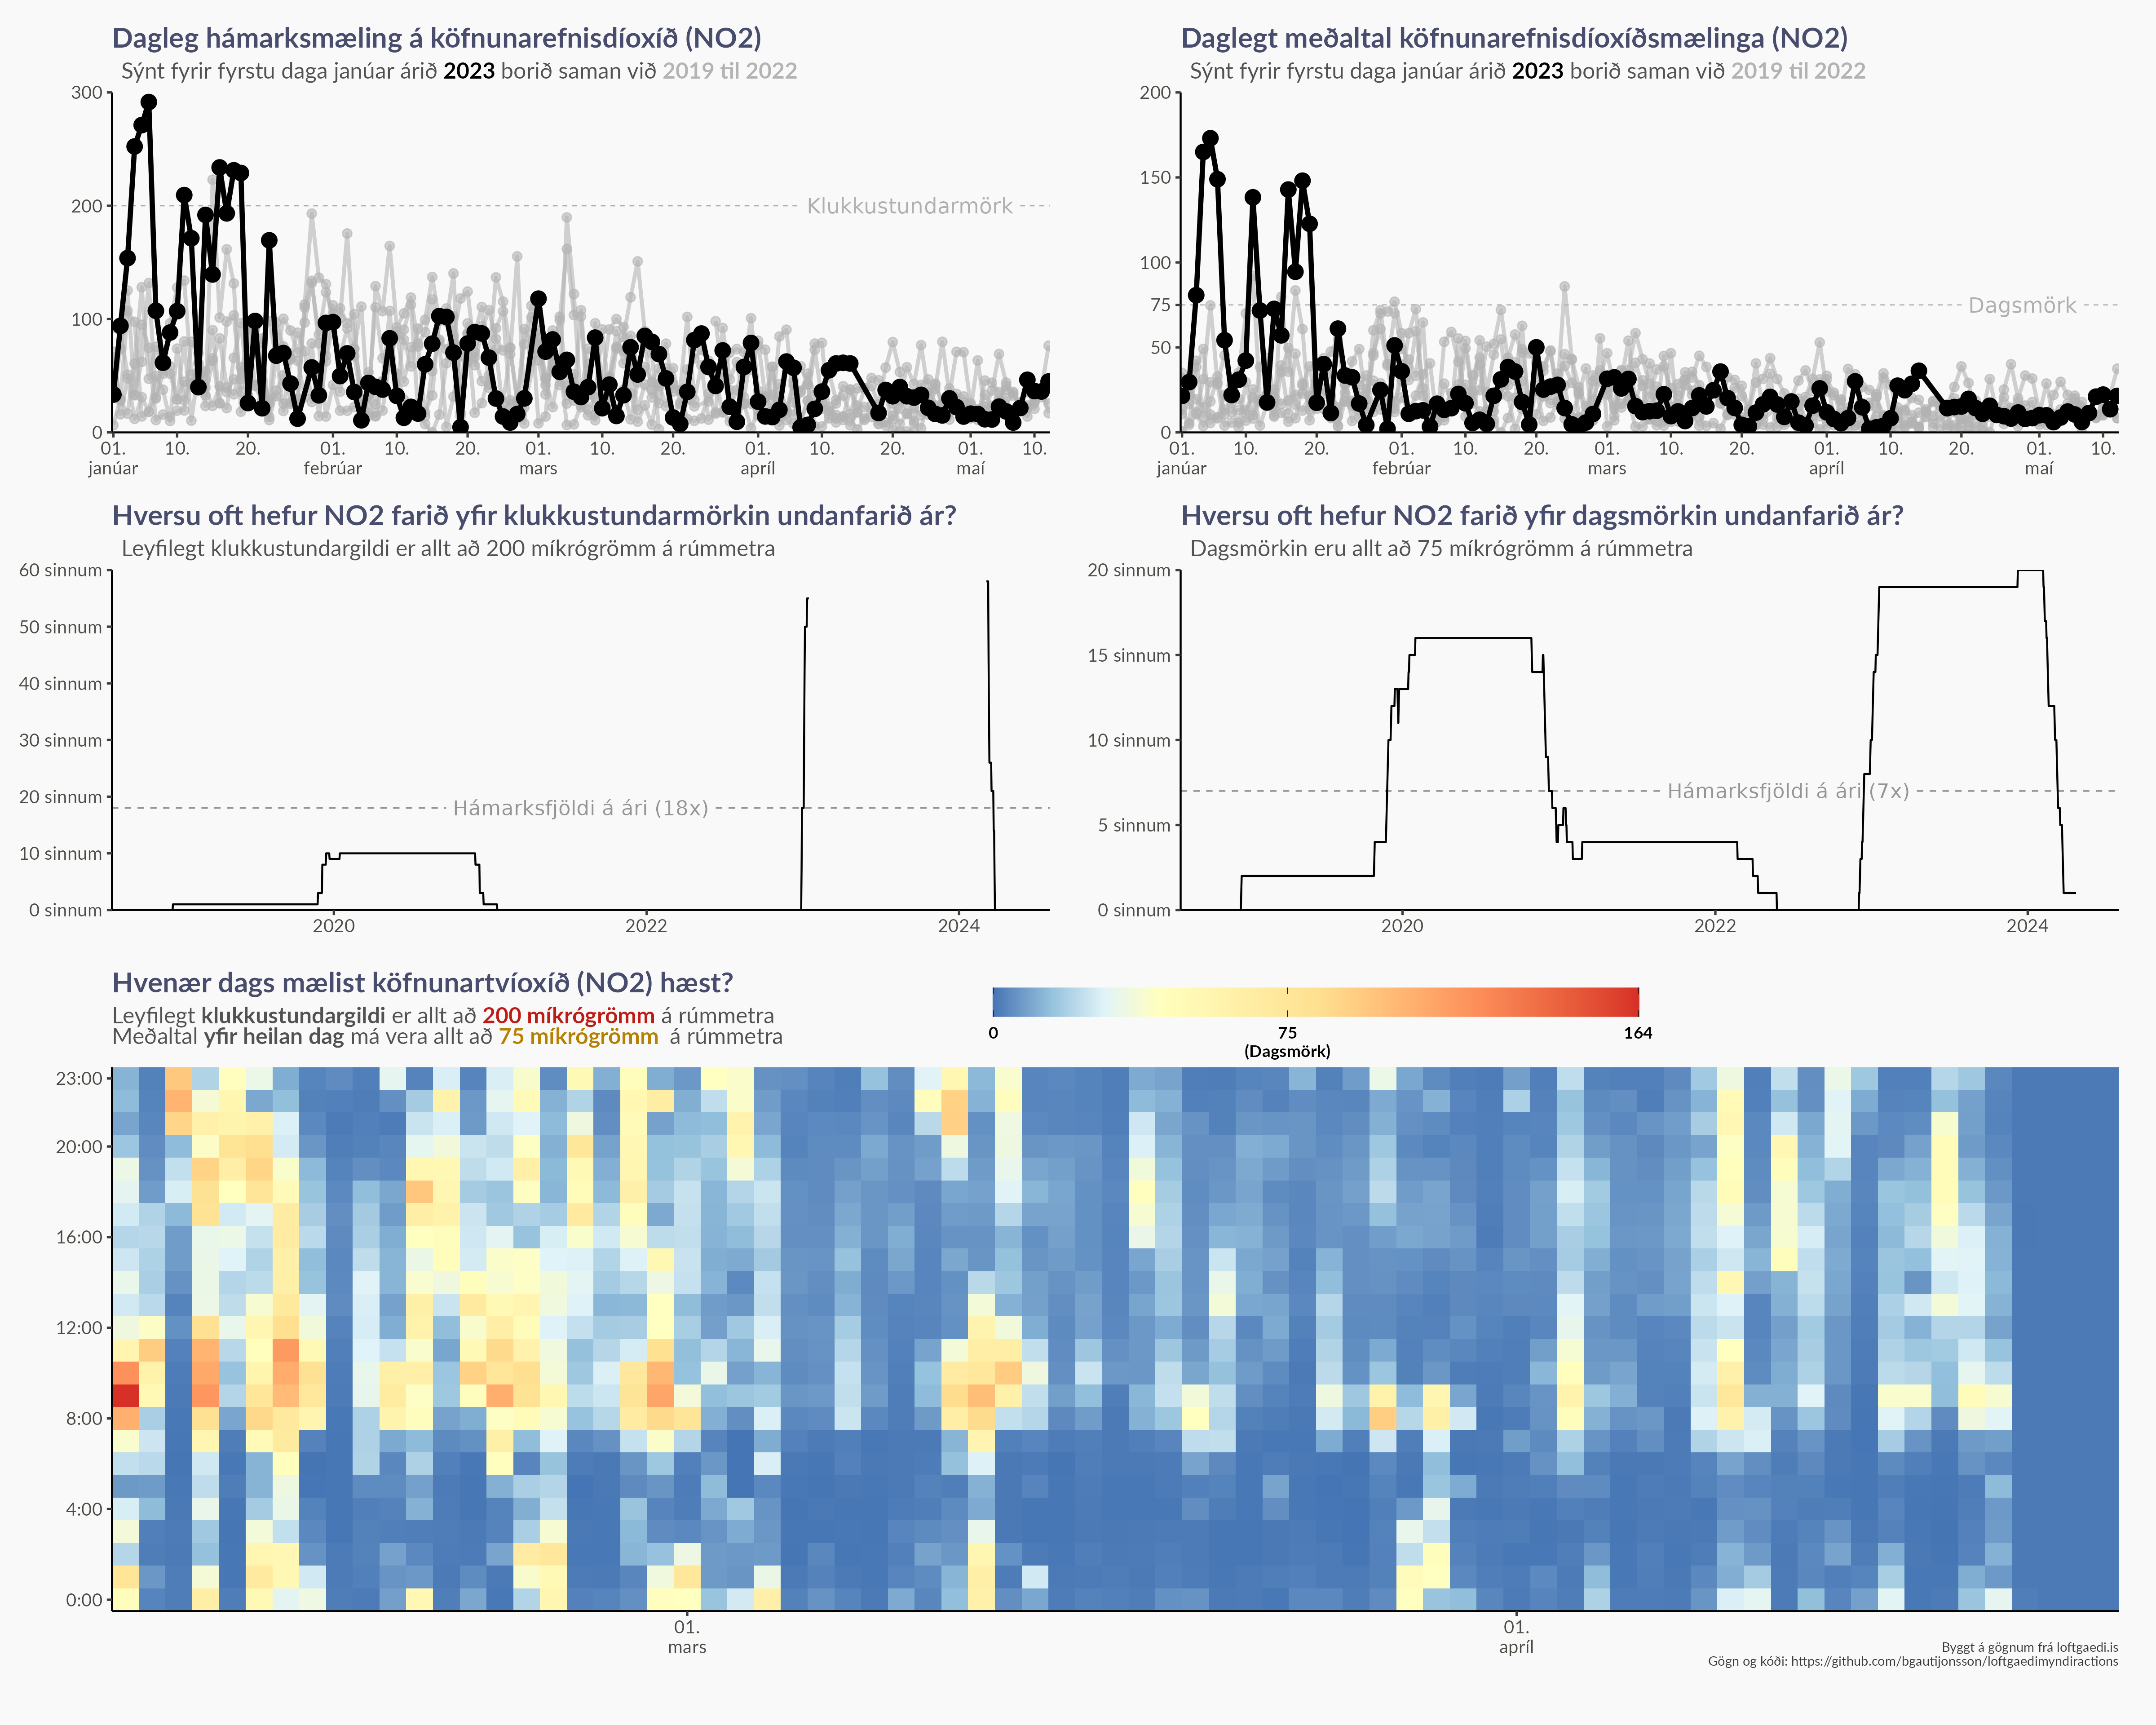 Dagleg hámarksmæling á köfnunarefnisdíoxíð (NO2)
Sýnt fyrir fyrstu daga janúar árið 2023 borið saman við 2019 til 2022
300
200
100
0
Klukkustundarmörk
01. 10. 20. 01. 10. 20. 01. 10. 20. 01. 10. 20. 01. 10.
janúar febrúar mars apríl maí
Daglegt meðaltal köfnunarefnisdíoxíðsmælinga (NO2)
Sýnt fyrir fyrstu daga janúar árið 2023 borið saman við 2019 til 2022
200
150
100
75
50
0
Dagsmörk
01. 10. 20. 01. 10. 20. 01. 10. 20. 01. 10. 20. 01. 10.
janúar febrúar mars apríl maí
Hversu oft hefur NO2 farið yfir klukkustundarmörkin undanfarið ár?
Leyfilegt klukkustundargildi er allt að 200 míkrógrömm á rúmmetra
60 sinnum
50 sinnum
40 sinnum
30 sinnum
20 sinnum
10 sinnum
0 sinnum
Hámarksfjöldi á ári (18x)
2020 2022 2024
Hversu oft hefur NO2 farið yfir dagsmörkin undanfarið ár?
Dagsmörkin eru allt að 75 míkrógrömm á rúmmetra
20 sinnum
15 sinnum
10 sinnum
5 sinnum
0 sinnum
Hámarksfjöldi á ári (7x)
2020 2022 2024
Hvenær dags mælist köfnunartvíoxíð (NO2) hæst?
Leyfilegt klukkustundargildi er allt að 200 míkrógrömm á rúmmetra
Meðaltal yfir heilan dag má vera allt að 75 míkrógrömm á rúmmetra
0 75 164
(Dagsmörk)
23:00
20:00
16:00
12:00
8:00
4:00
0:00
01. 01.
mars apríl
Byggt á gögnum frá loftgaedi.is
Gögn og kóði: https://github.com/bgautijonsson/loftgaedimyndiractions